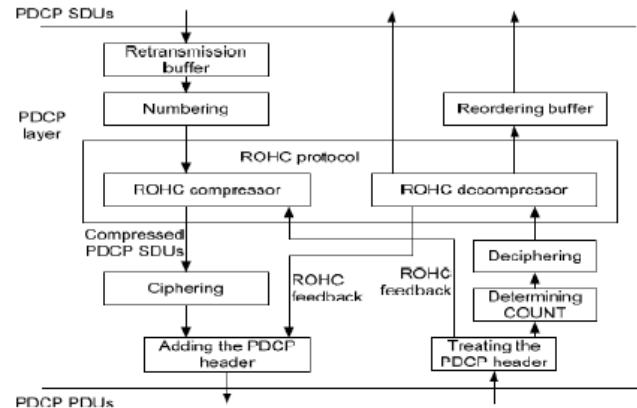 PDCP SDUs
Retransmission
buffer
Numbering
Reordering buffer
PDCP
layer
ROHC protocol
ROHC compressor
ROHC decompressor
Compressed
PDCP SDUs
Ciphering
ROHC
feedback
ROHC
feedback
Deciphering
Determining
COUNT
Adding the PDCP
header
Treating the
PDCP header
PDCP PDUs